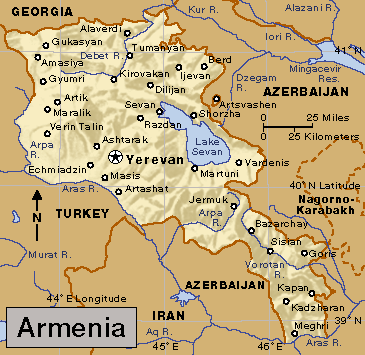 GEORGIA
Kur R.
Alazani R.
Alaverdi
Gukasyan
Tumanyan
Iori R.
41°N
Debet R.
Amasiya
Berd
Mingacevir
Res.
Gyumri
Kirovakan
Ijevan
Dzegam
R.
Dilijan
AZERBAIJAN
Artik
Sevan
Artsvashen
Maralik
Razdan
Shorzha
0 25 Miles
Verin Talin
0 25 Kilometers
Ashtarak
Lake
Sevan
Arpa
R.
Yerevan
Vardenis
Echmiadzin
Martuni
Masis
40°N Latitude
Aras R.
Artashat
Nagorno-
Karabakh
Jermuk
N
TURKEY
Arpa
R.
Bazarchay
Sisian
Goris
Murat R.
Vorotan
R.
AZERBAIJAN
Kapan
44°E Longitude
Kadzharan
IRAN
39°N
Armenia
Aq R.
Meghri
Aras R.
45°E
46°E